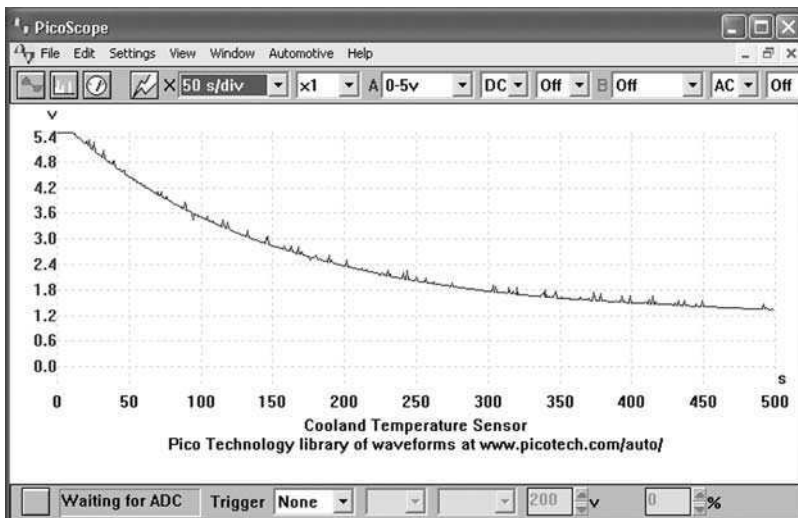 PicoScope
File Edit Settings View Window Automotive Help
X 50 s/div x1 A 0-5v DC Off B Off AC Off
v
5.4
4.8
4.2
3.6
3.0
2.4
1.8
1.2
0.6
0.0
s
0 50 100 150 200 250 300 350 400 450 500
Cooland Temperature Sensor
Pico Technology library of waveforms at www.picotech.com/auto/
Waiting for ADC Trigger None 200 v 0 %